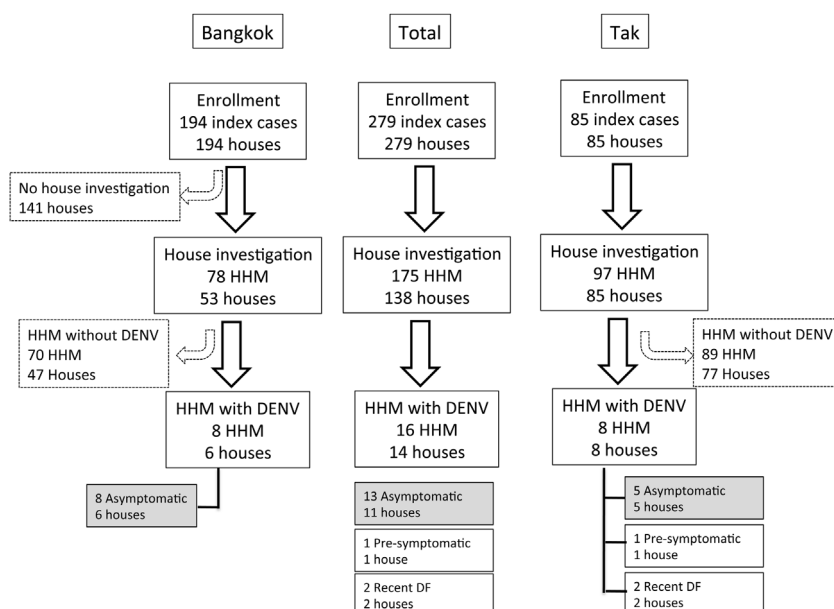 Bangkok
Total
Tak
Enrollment
194 index cases
194 houses
Enrollment
279 index cases
279 houses
Enrollment
85 index cases
85 houses
No house investigation
141 houses
House investigation
78 HHM
53 houses
House investigation
175 HHM
138 houses
House investigation
97 HHM
85 houses
HHM without DENV
70 HHM
47 Houses
HHM without DENV
89 HHM
77 Houses
HHM with DENV
8 HHM
6 houses
HHM with DENV
16 HHM
14 houses
HHM with DENV
8 HHM
8 houses
8 Asymptomatic
6 houses
13 Asymptomatic
11 houses
5 Asymptomatic
5 houses
1 Pre-symptomatic
1 house
1 Pre-symptomatic
1 house
2 Recent DF
2 houses
2 Recent DF
2 houses